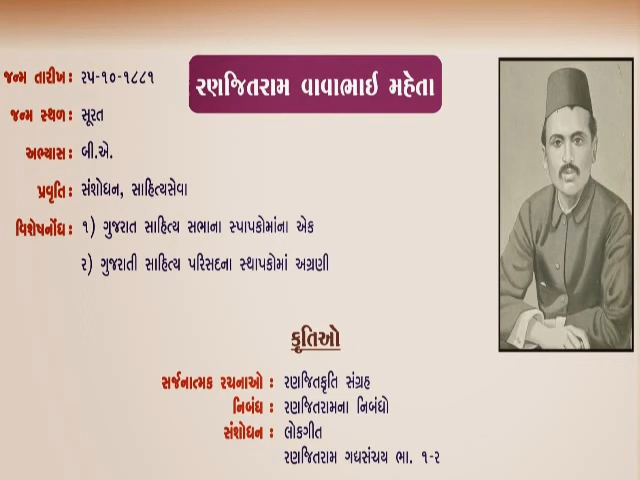 રણજિતરામ વાવાભાઇ મહેતા
જન્મ તારીખ : ૨૫-૧૦-૧૮૮૧
જન્મ સ્થળ : સૂરત
અભ્યાસ : બી.એ.
પ્રવૃતિ : સંશોધન, સાહિત્યસેવા
વિશેષનોંધ : ૧) ગુજરાત સાહિત્ય સભાના સ્પાપકોમાંના એક
૨) ગુજરાતી સાહિત્ય પરિસદના સ્થાપકોમાં અગ્રણી
કૃતિઓ
સર્જનાત્મક રચનાઓ : રણજિતકૃતિ સંગ્રહ
નિબંધ : રણજિતરામના નિબંધો
સંશોધન : લોકગીત
રણજિતરામ ગદ્યસંચય ભા. ૧-૨